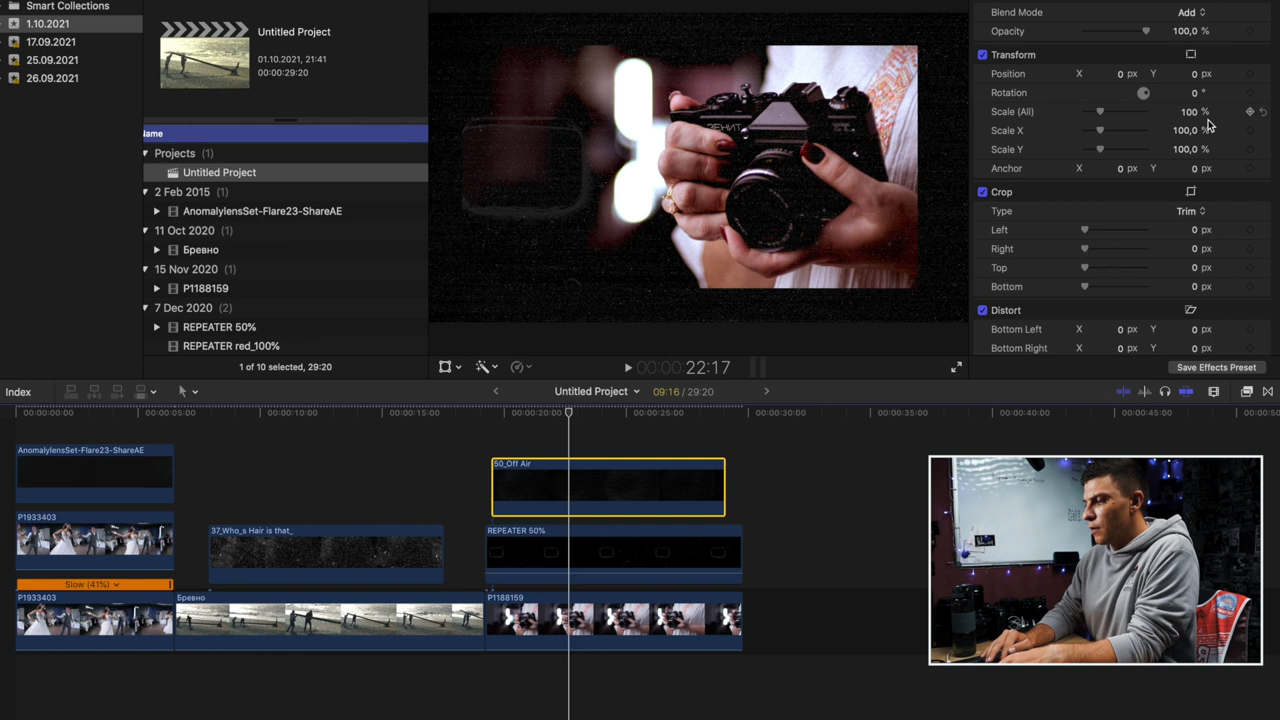 Smart Collections
1.10.2021
17.09.2021
25.09.2021
26.09.2021
Untitled Project
01.10.2021, 21:41
00:00:29:20
Name
Projects (1)
Untitled Project
2 Feb 2015 (1)
AnomalylensSet-Flare23-ShareAE
11 Oct 2020 (1)
Бревно
15 Nov 2020 (1)
P1188159
7 Dec 2020 (2)
REPEATER 50%
REPEATER red_100%
1 of 10 selected, 29:20
ЗЕНИТ
00:00 22:17
Blend Mode Add
Opacity 100,0 %
Transform
Position X 0 px Y 0 px
Rotation 0 °
Scale (All) 100 %
Scale X 100,0 %
Scale Y 100,0 %
Anchor X 0 px Y 0 px
Crop
Type Trim
Left 0 px
Right 0 px
Top 0 px
Bottom 0 px
Distort
Bottom Left X 0 px Y 0 px
Bottom Right X 0 px Y 0 px
Save Effects Preset
Index
Untitled Project 09:16 / 29:20
00:00:00:00 00:00:05:00 00:00:10:00 00:00:15:00 00:00:20:00 00:00:25:00 00:00:30:00 00:00:35:00 00:00:40:00 00:00:45:00 00:00:50
AnomalylensSet-Flare23-ShareAE
50_Off Air
P1933403
37_Who_s Hair is that_
REPEATER 50%
Slow (41%)
P1933403
Бревно
P1188159